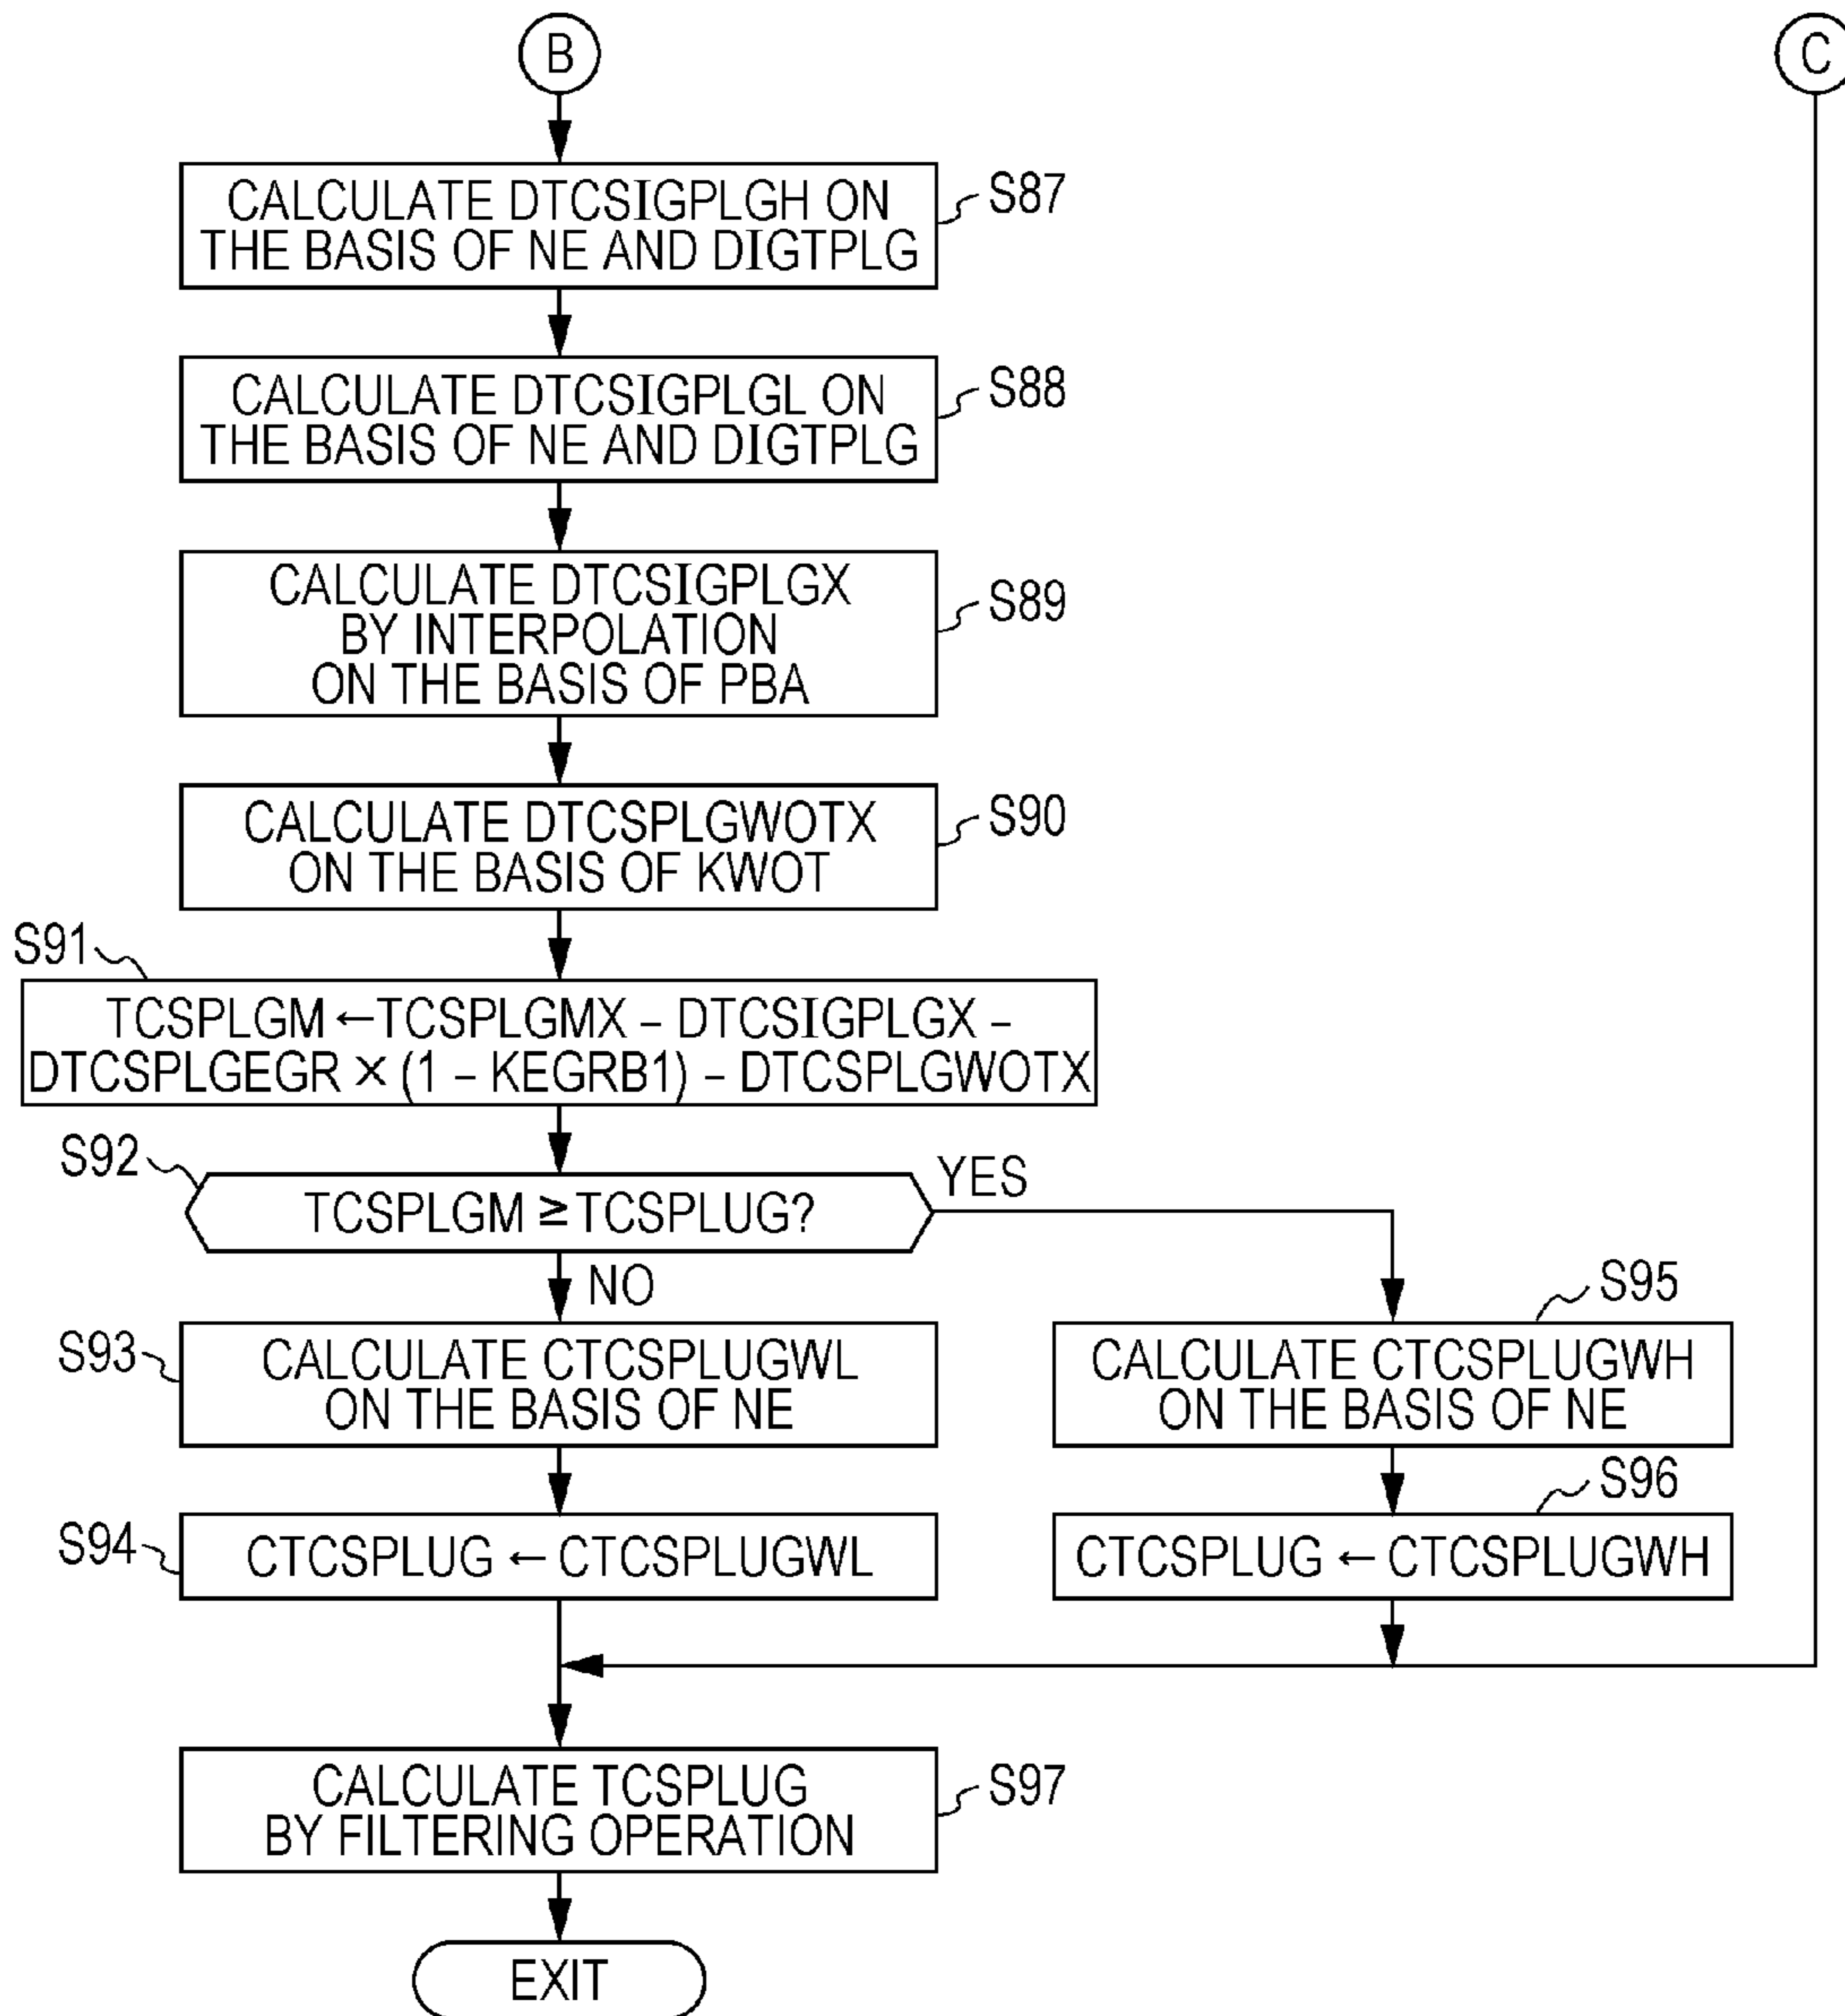 B
C
CALCULATE DTCSIGPLGH ON
THE BASIS OF NE AND DIGTPLG
S87
CALCULATE DTCSIGPLGL ON
THE BASIS OF NE AND DIGTPLG
S88
CALCULATE DTCSIGPLGX
BY INTERPOLATION
ON THE BASIS OF PBA
S89
CALCULATE DTCSPLGWOTX
ON THE BASIS OF KWOT
S90
S91
TCSPLGM ←TCSPLGMX – DTCSIGPLGX –
DTCSPLGEGR × (1 – KEGRB1) – DTCSPLGWOTX
S92
TCSPLGM ≥ TCSPLUG?
YES
NO
S93
CALCULATE CTCSPLUGWL
ON THE BASIS OF NE
S95
CALCULATE CTCSPLUGWH
ON THE BASIS OF NE
S94
CTCSPLUG ← CTCSPLUGWL
S96
CTCSPLUG ← CTCSPLUGWH
CALCULATE TCSPLUG
BY FILTERING OPERATION
S97
EXIT